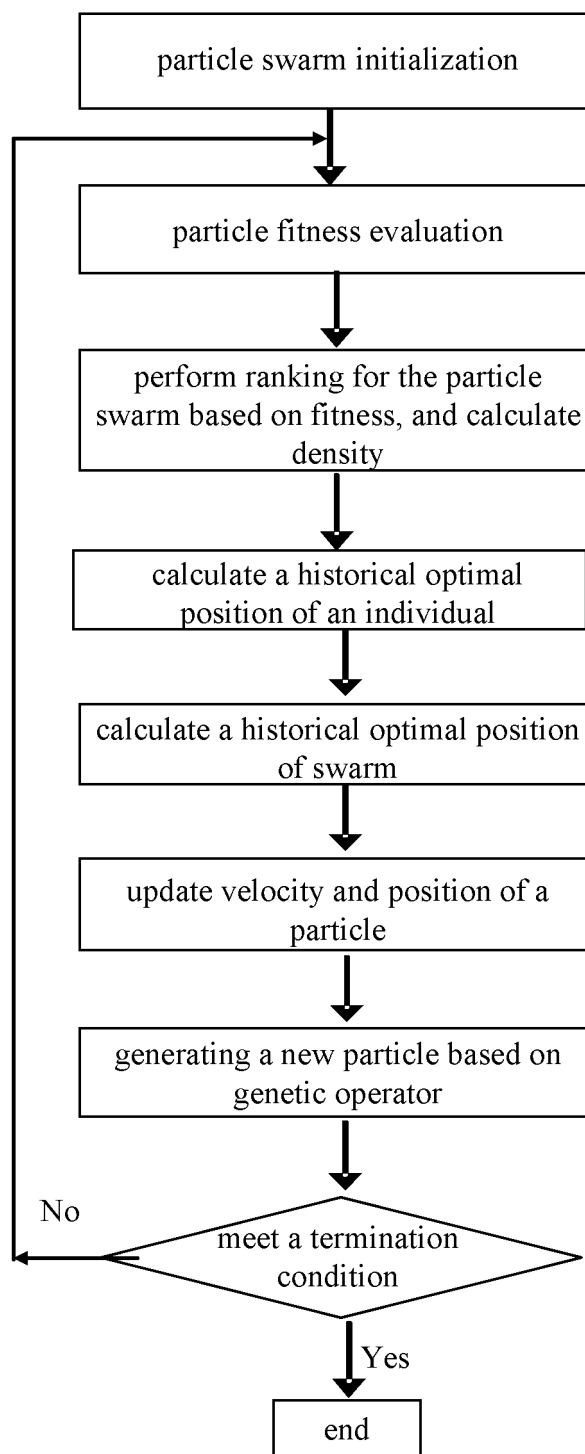 particle swarm initialization
particle fitness evaluation
perform ranking for the particle
swarm based on fitness, and calculate
density
calculate a historical optimal
position of an individual
calculate a historical optimal position
of swarm
update velocity and position of a
particle
generating a new particle based on
genetic operator
No
meet a termination
condition
Yes
end